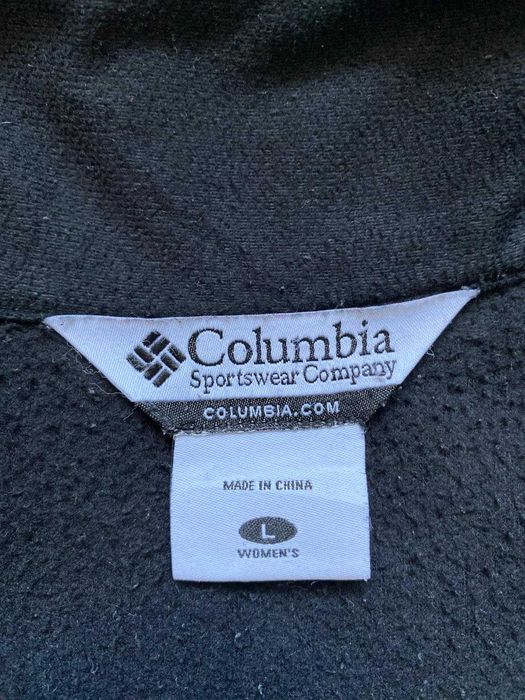 Columbia
Sportswear Company
COLUMBIA.COM
MADE IN CHINA
L
WOMEN'S